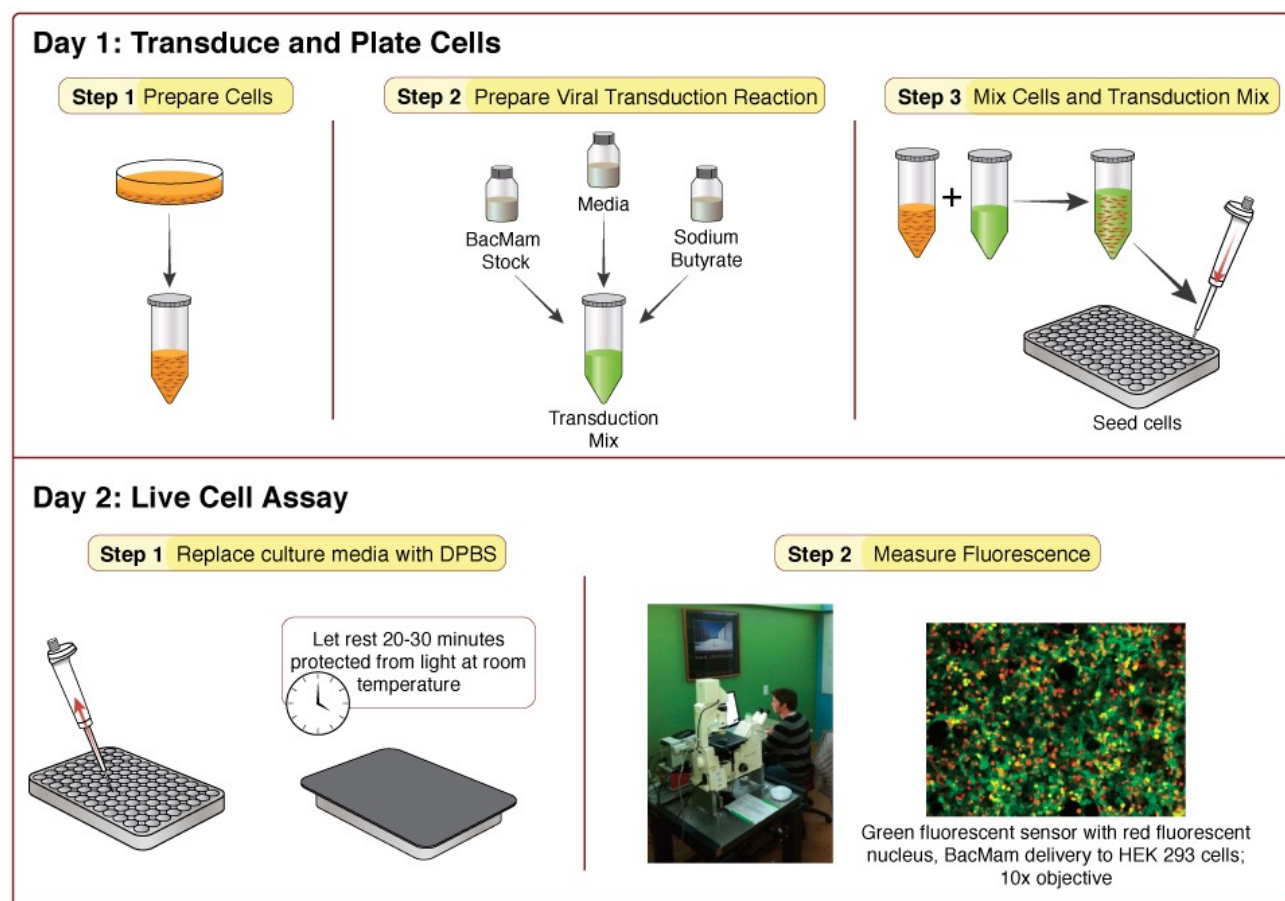 Day 1: Transduce and Plate Cells
Step 1 Prepare Cells
Step 2 Prepare Viral Transduction Reaction
BacMam
Stock
Media
Sodium
Butyrate
Transduction
Mix
Step 3 Mix Cells and Transduction Mix
+
Seed cells
Day 2: Live Cell Assay
Step 1 Replace culture media with DPBS
Let rest 20-30 minutes
protected from light at room
temperature
Step 2 Measure Fluorescence
Green fluorescent sensor with red fluorescent
nucleus, BacMam delivery to HEK 293 cells;
10x objective